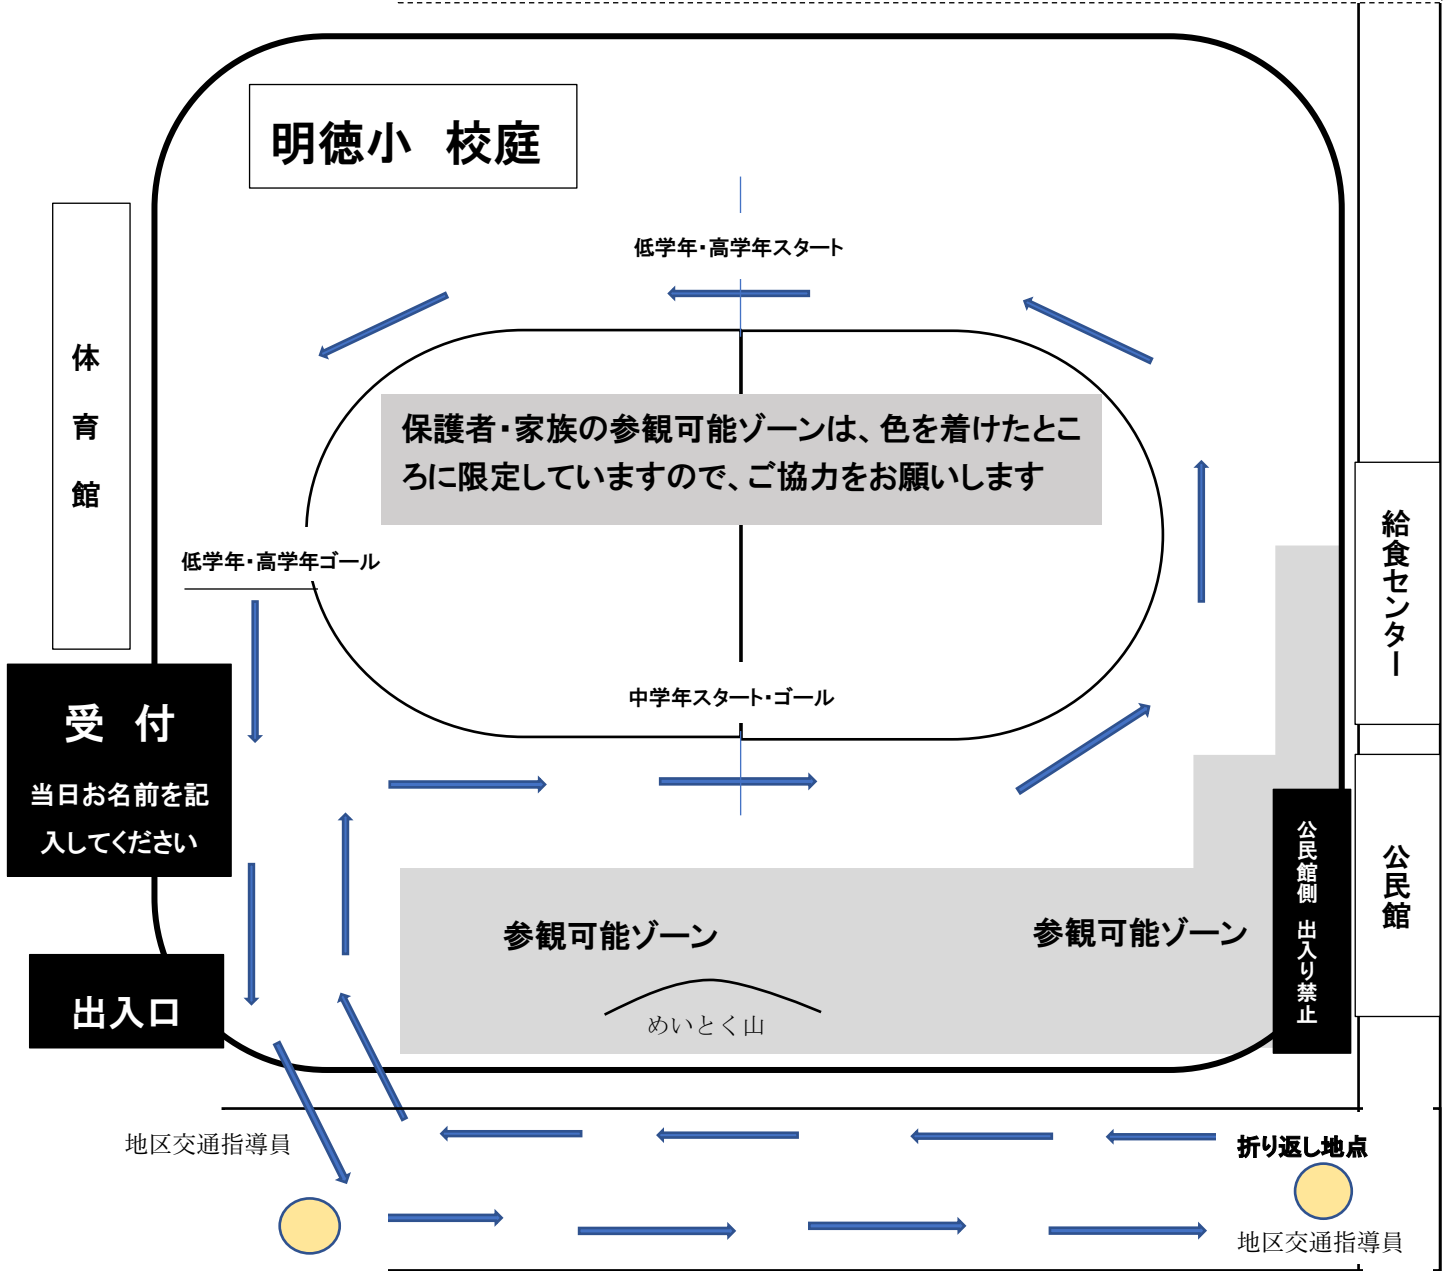 明徳小 校庭
低学年・高学年スタート
体育館
保護者・家族の参観可能ゾーンは、色を着けたとこ
ろに限定していますので、ご協力をお願いします
給食センター
低学年・高学年ゴール
中学年スタート・ゴール
受 付
当日お名前を記
入してください
公民館側 出入り禁止
公民館
参観可能ゾーン
参観可能ゾーン
出入口
めいとく山
地区交通指導員
折り返し地点
地区交通指導員